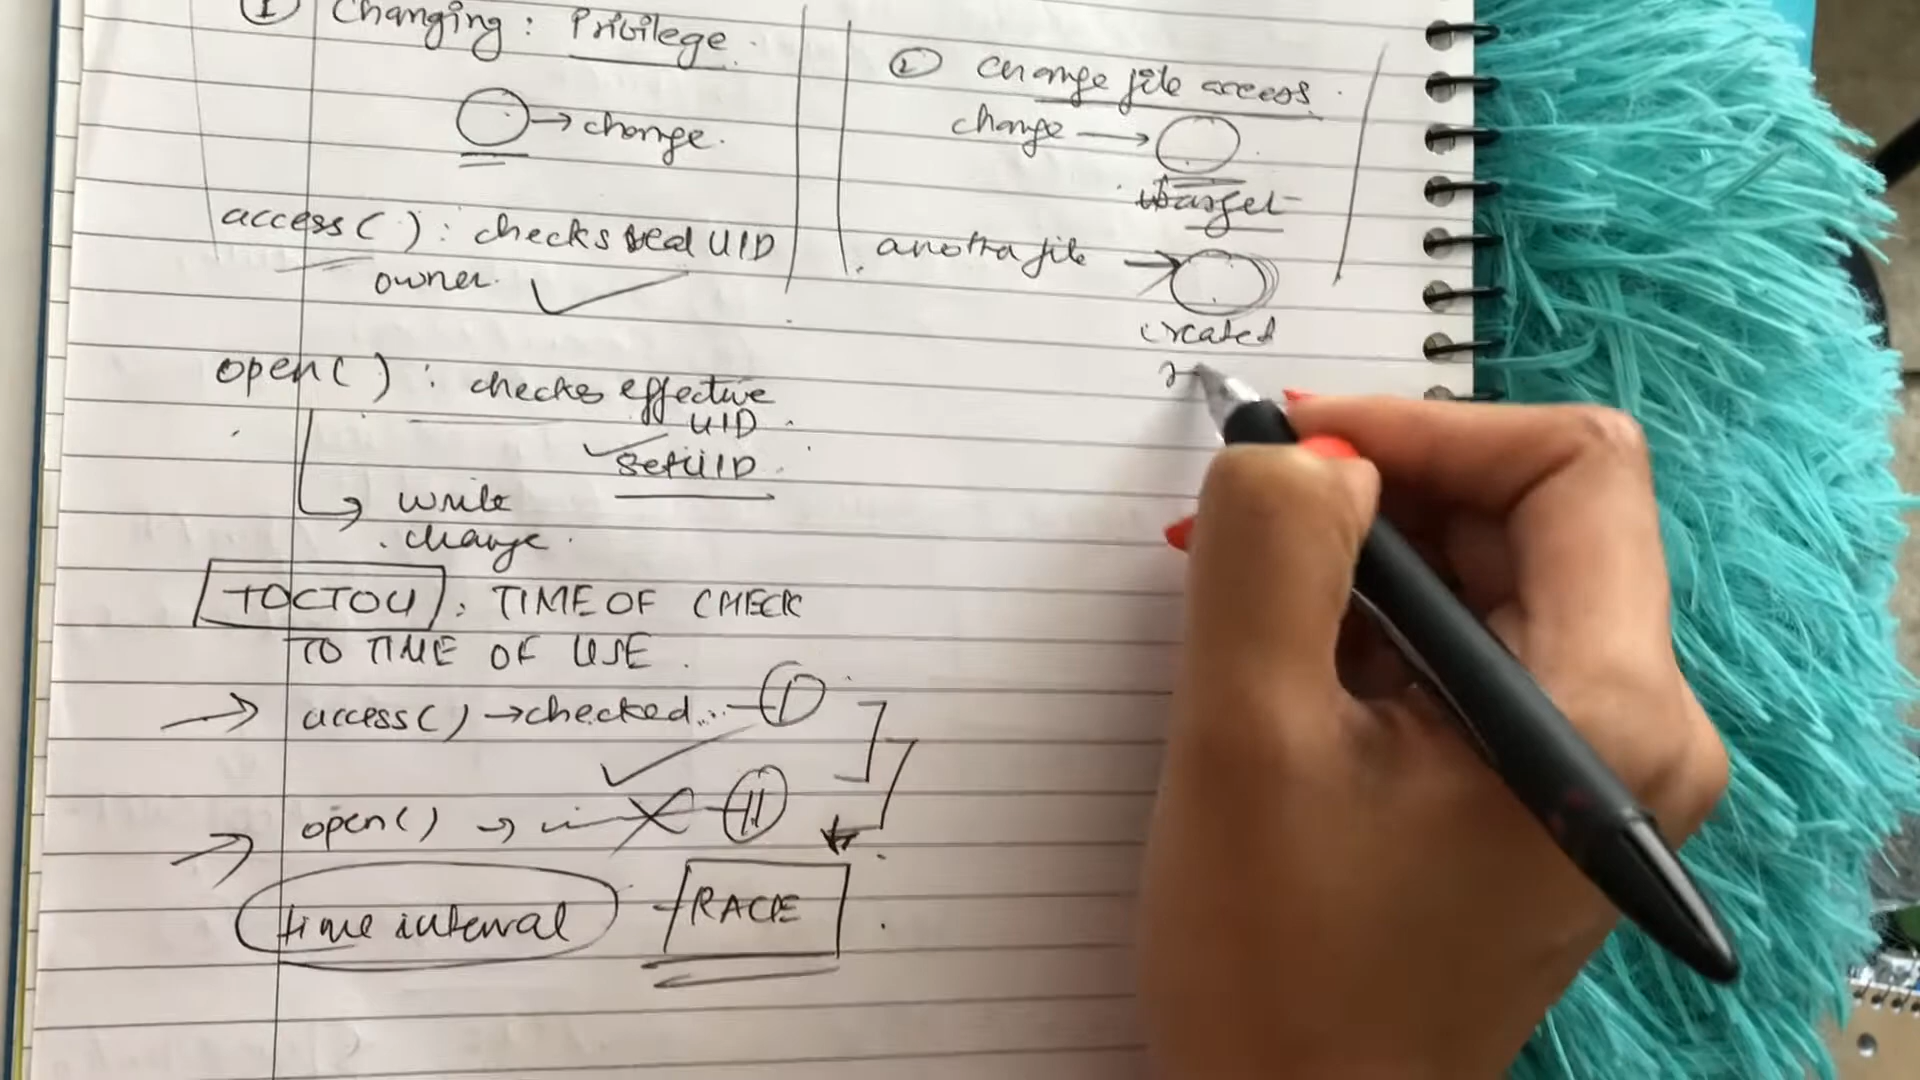 ① Changing: Privilege.
→ change.
access( ): checks real UID
owner.
open( ): checks effective
UID.
setUID.
write
change.
TOCTOU: TIME OF CHECK
TO TIME OF USE.
access() → checked.. - I
open() → - II
time interval - RACE
② Change file access.
change →
target
another file →
created